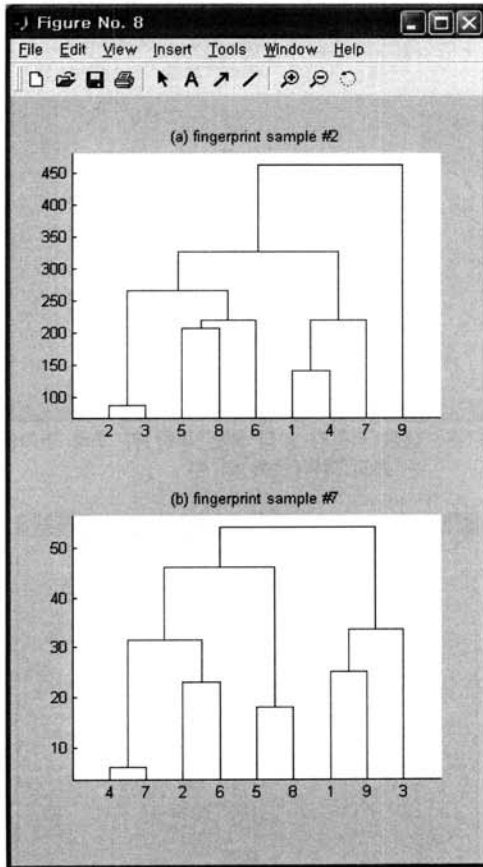 Figure No. 8
File Edit View Insert Tools Window Help
A
(a) fingerprint sample #2
450
400
350
300
250
200
150
100
2 3 5 8 6 1 4 7 9
(b) fingerprint sample #7
50
40
30
20
10
4 7 2 6 5 8 1 9 3